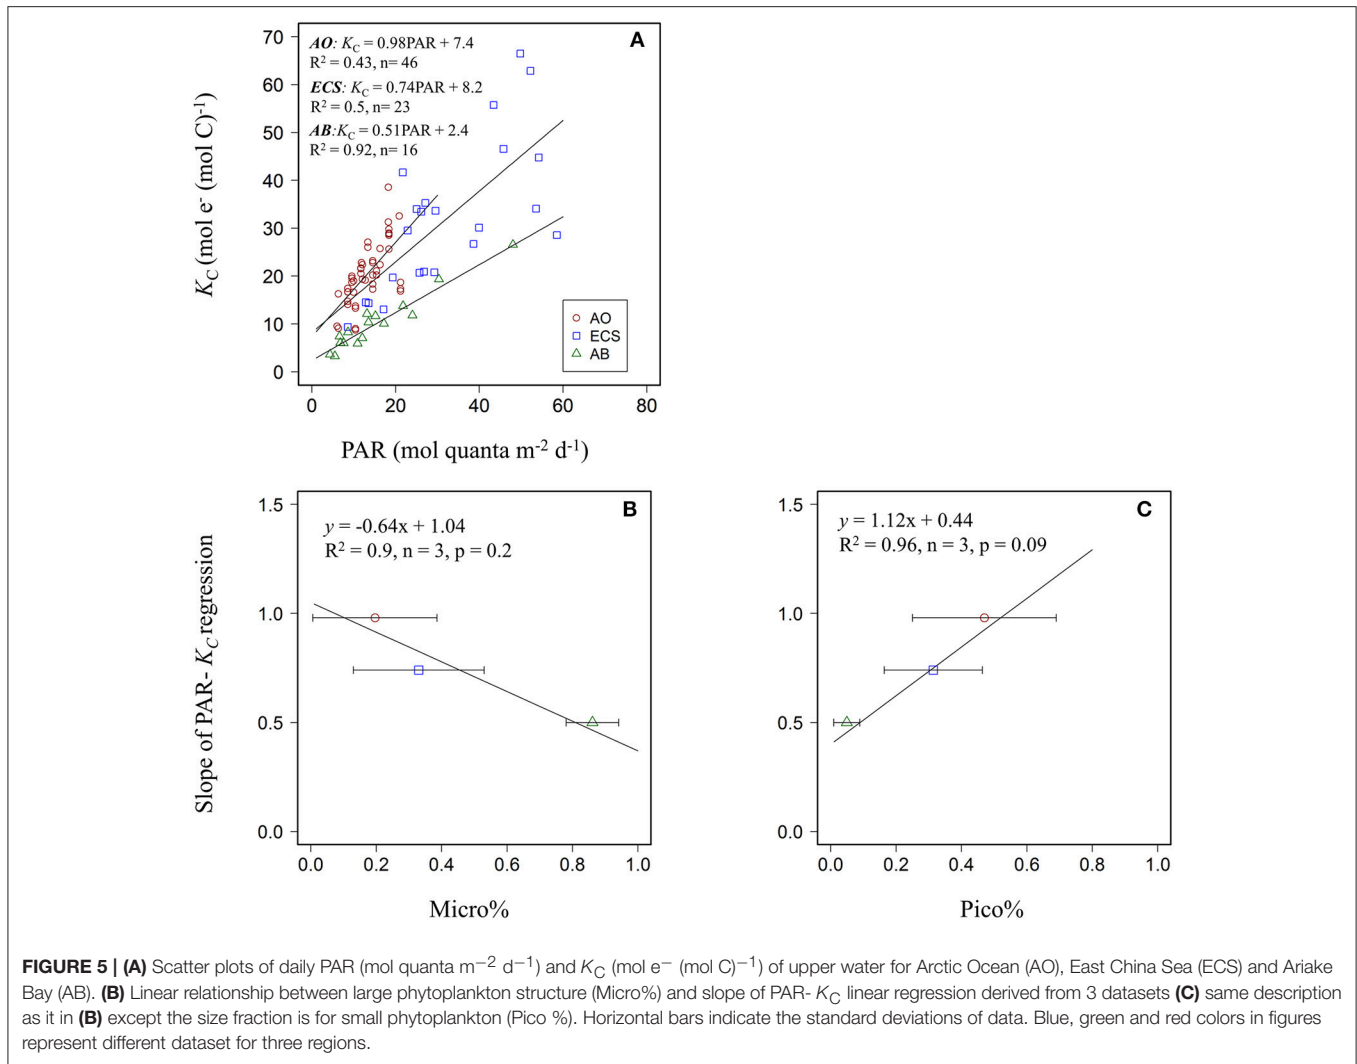 A
AO: KC = 0.98PAR + 7.4
R² = 0.43, n= 46
ECS: KC = 0.74PAR + 8.2
R² = 0.5, n= 23
AB:KC = 0.51PAR + 2.4
R² = 0.92, n= 16
KC (mol e- (mol C)-1)
70
60
50
40
30
20
10
0
AO
ECS
AB
0 20 40 60 80
PAR (mol quanta m-2 d-1)
B
y = -0.64x + 1.04
R² = 0.9, n = 3, p = 0.2
Slope of PAR- KC regression
1.5
1.0
0.5
0.0
0.0 0.2 0.4 0.6 0.8 1.0
Micro%
C
y = 1.12x + 0.44
R² = 0.96, n = 3, p = 0.09
1.5
1.0
0.5
0.0
0.0 0.2 0.4 0.6 0.8 1.0
Pico%
FIGURE 5 | (A) Scatter plots of daily PAR (mol quanta m−2 d−1) and KC (mol e− (mol C)−1) of upper water for Arctic Ocean (AO), East China Sea (ECS) and Ariake
Bay (AB). (B) Linear relationship between large phytoplankton structure (Micro%) and slope of PAR- KC linear regression derived from 3 datasets (C) same description
as it in (B) except the size fraction is for small phytoplankton (Pico %). Horizontal bars indicate the standard deviations of data. Blue, green and red colors in figures
represent different dataset for three regions.